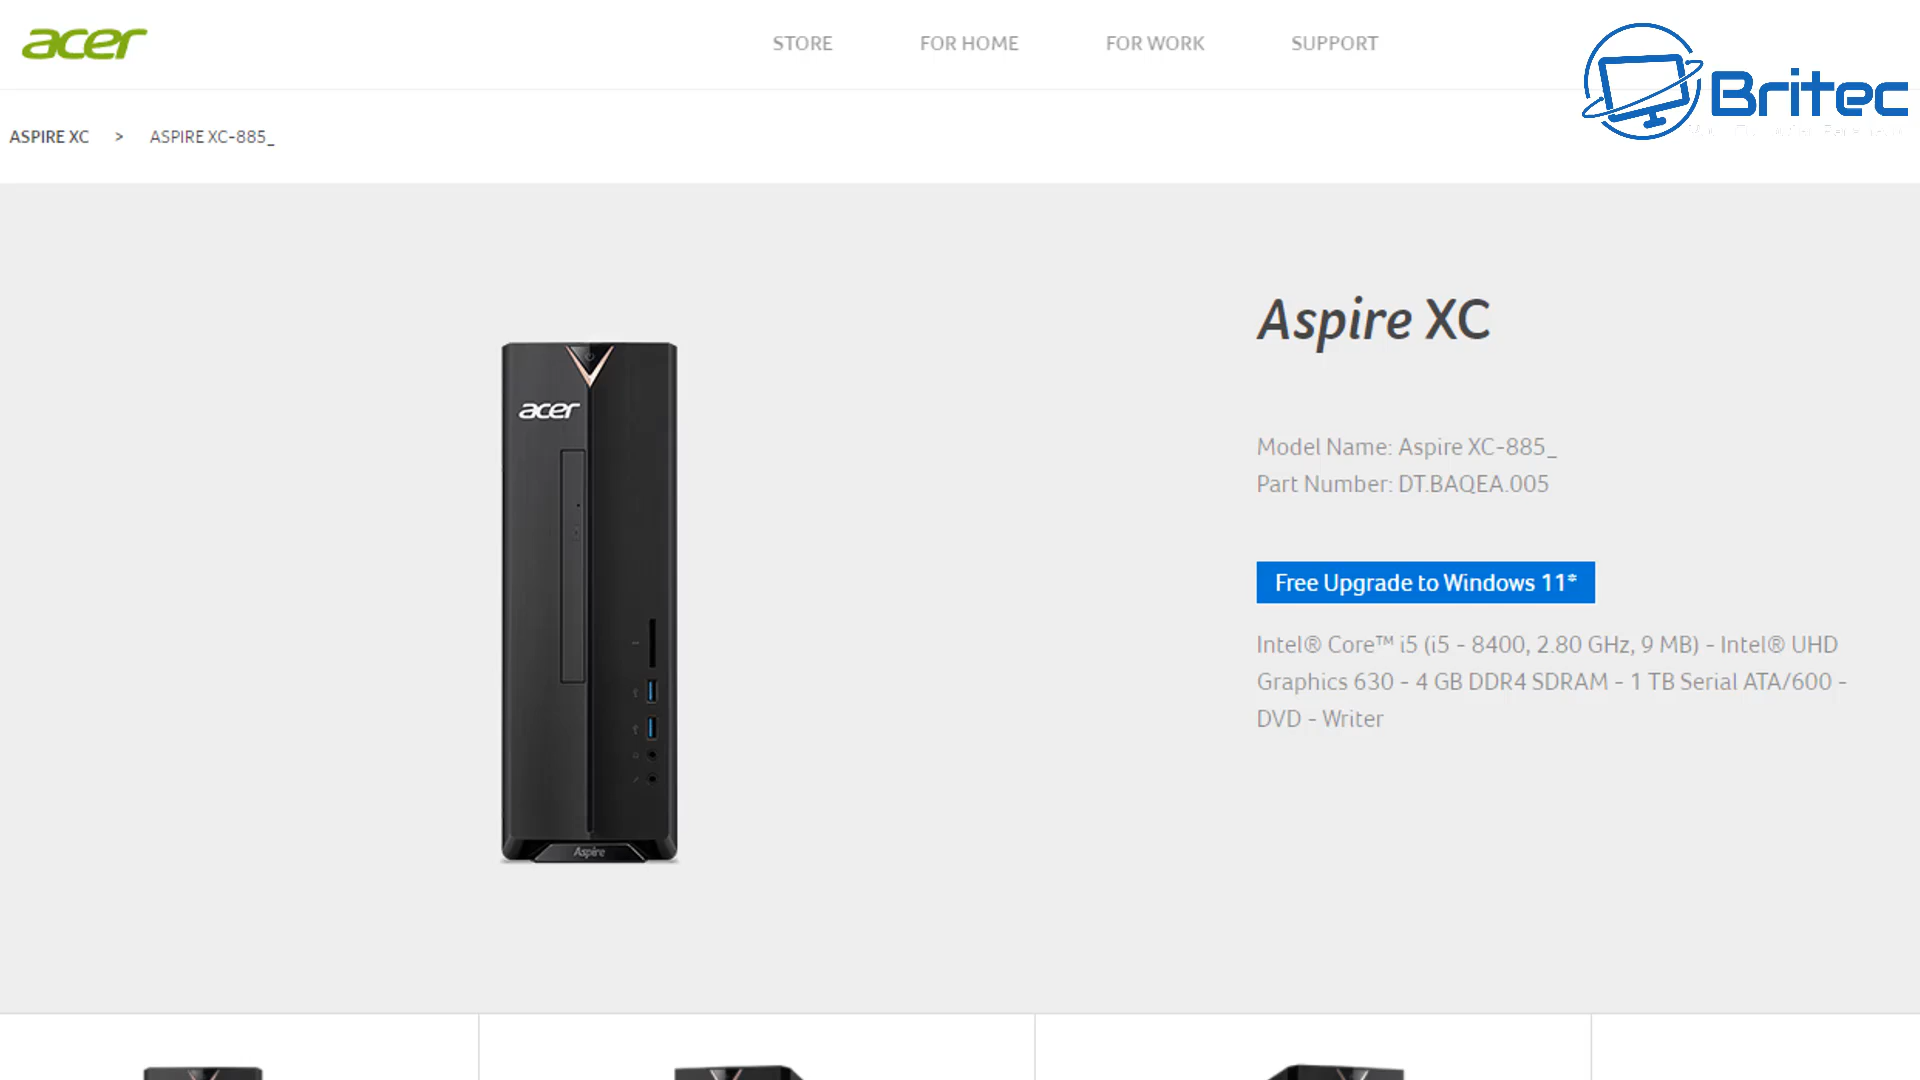 acer
STORE
FOR HOME
FOR WORK
SUPPORT
Britec
ASPIRE XC > ASPIRE XC-885_
Aspire XC
acer
Model Name: Aspire XC-885_
Part Number: DT.BAQEA.005
Free Upgrade to Windows 11*
Intel® Core™ i5 (i5 - 8400, 2.80 GHz, 9 MB) - Intel® UHD
Graphics 630 - 4 GB DDR4 SDRAM - 1 TB Serial ATA/600 -
DVD - Writer
Aspire